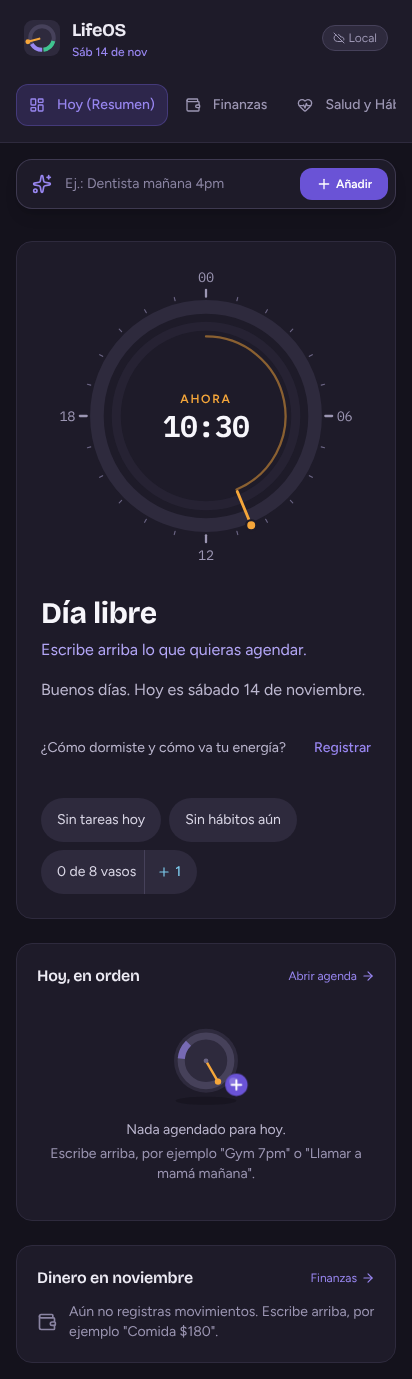 LifeOS
Sáb 14 de nov
Local
Hoy (Resumen)
Finanzas
Salud y Háb
Ej.: Dentista mañana 4pm
Añadir
00
18
06
AHORA
10:30
12
Día libre
Escribe arriba lo que quieras agendar.
Buenos días. Hoy es sábado 14 de noviembre.
¿Cómo dormiste y cómo va tu energía?
Registrar
Sin tareas hoy
Sin hábitos aún
0 de 8 vasos
+ 1
Hoy, en orden
Abrir agenda →
Nada agendado para hoy.
Escribe arriba, por ejemplo "Gym 7pm" o "Llamar a
mamá mañana".
Dinero en noviembre
Finanzas →
Aún no registras movimientos. Escribe arriba, por
ejemplo "Comida $180".